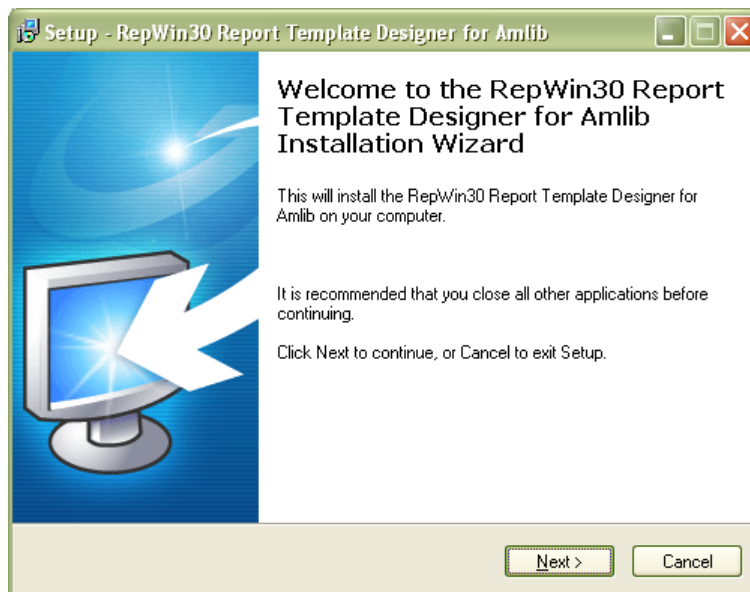 Setup - RepWin30 Report Template Designer for Amlib
Welcome to the RepWin30 Report
Template Designer for Amlib
Installation Wizard
This will install the RepWin30 Report Template Designer for
Amlib on your computer.
It is recommended that you close all other applications before
continuing.
Click Next to continue, or Cancel to exit Setup.
Next >
Cancel